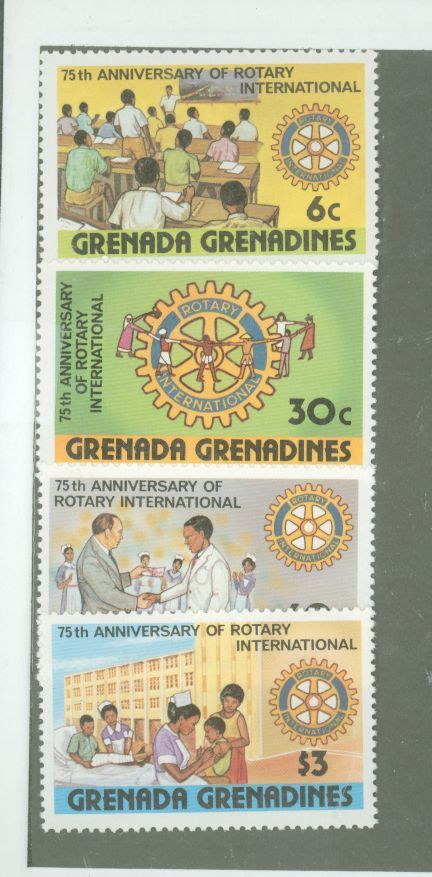 75th ANNIVERSARY OF ROTARY
INTERNATIONAL
ROTARY
INTERNATIONAL
6c
GRENADA GRENADINES
75th ANNIVERSARY
OF ROTARY
INTERNATIONAL
ROTARY
INTERNATIONAL
30c
GRENADA GRENADINES
75th ANNIVERSARY OF
ROTARY INTERNATIONAL
ROTARY
INTERNATIONAL
75th ANNIVERSARY OF ROTARY
INTERNATIONAL
ROTARY
INTERNATIONAL
$3
GRENADA GRENADINES